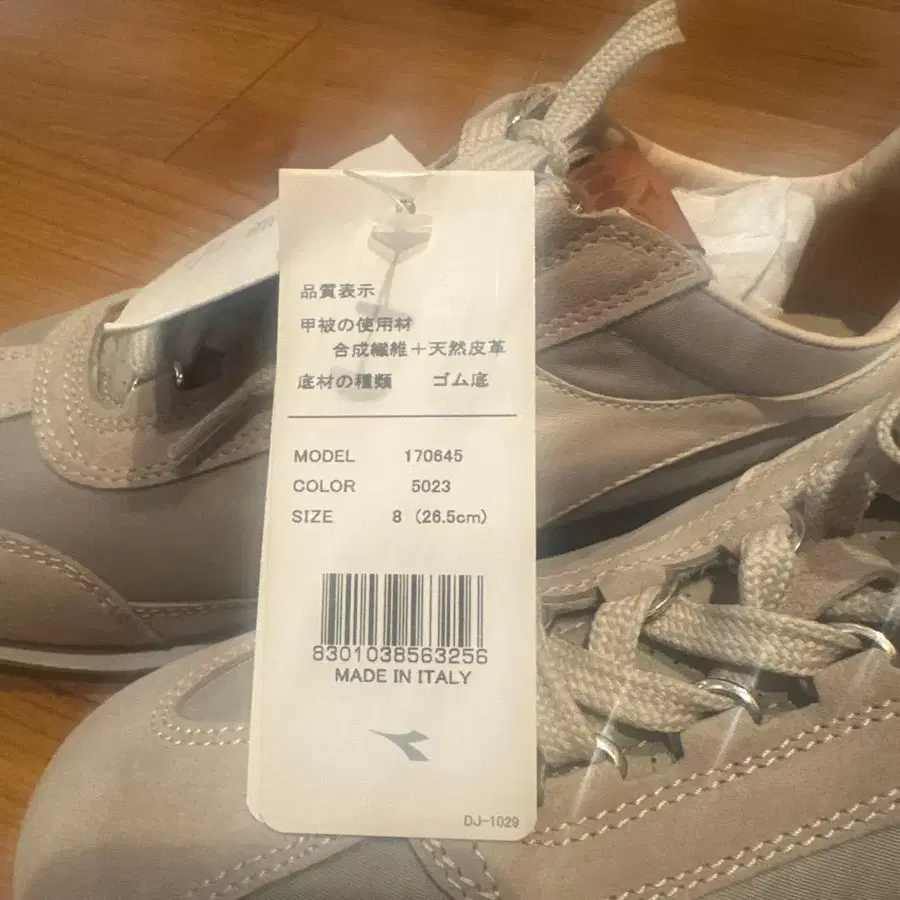 品質表示
甲被の使用材
合成繊維＋天然皮革
底材の種類 ゴム底
MODEL 170645
COLOR 5023
SIZE 8 (26.5cm)
8301038563256
MADE IN ITALY
DJ-1029